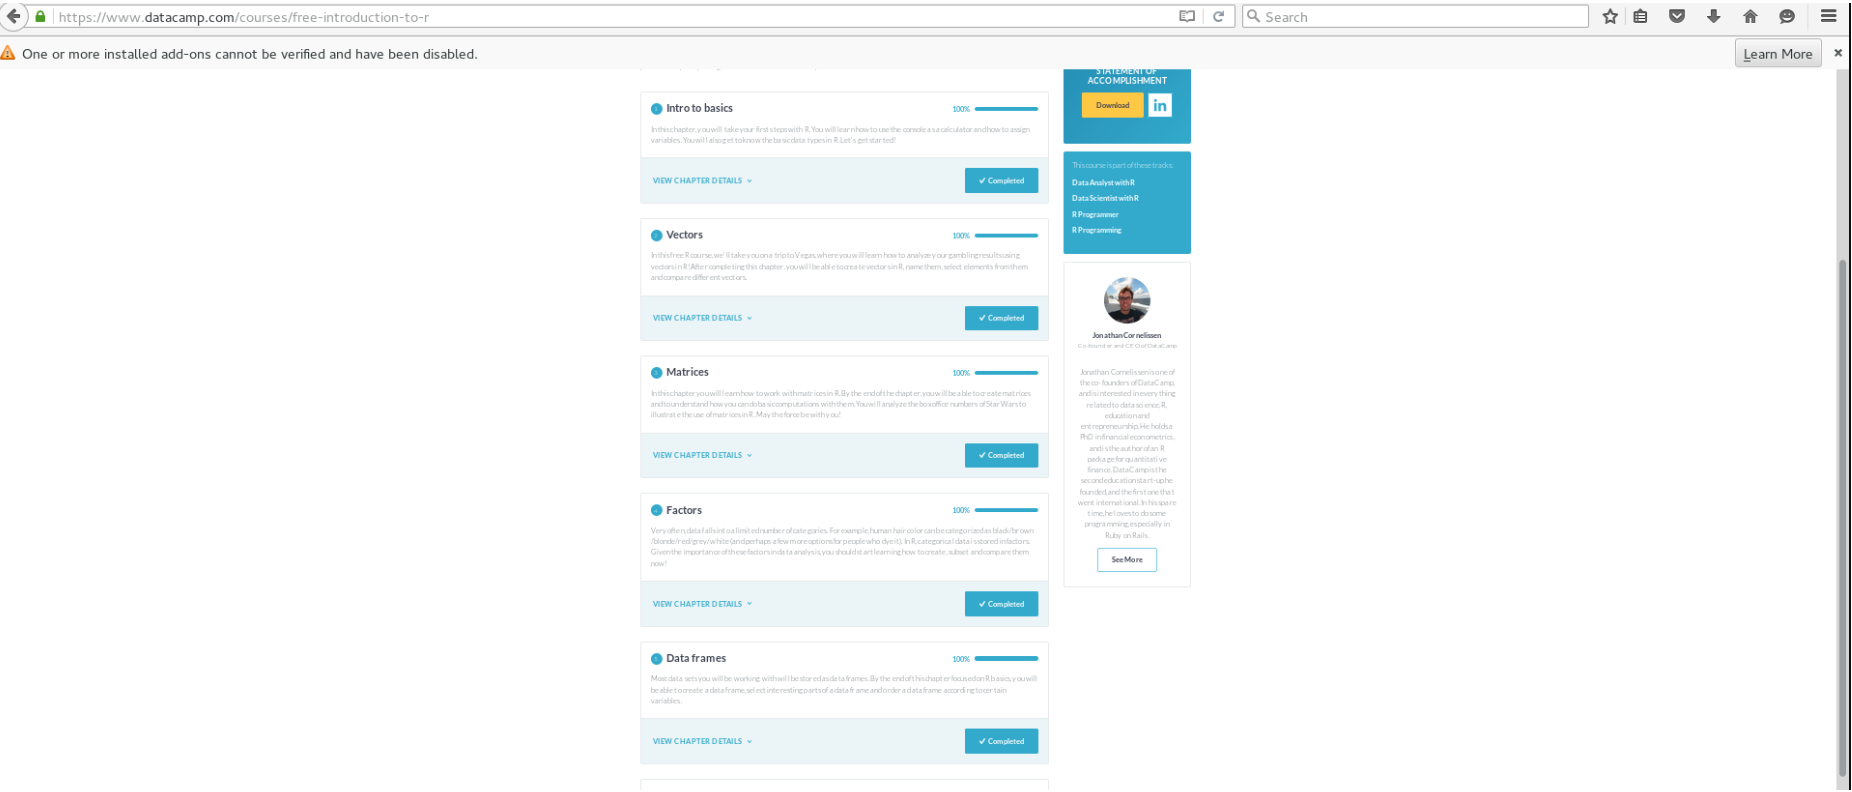 https://www.datacamp.com/courses/free-introduction-to-r
Search
One or more installed add-ons cannot be verified and have been disabled.
Learn More
STATEMENT OF
ACCOMPLISHMENT
Download
in
Intro to basics
100%
In this chapter, you will take your first steps with R. You will learn how to use the console as a calculator and how to assign
variables. You will also get to know the basic data types in R. Let's get started!
VIEW CHAPTER DETAILS
Completed
Vectors
100%
In this free R course, we'll take you on a trip to Vegas, where you will learn how to analyze your gambling results using
vectors in R! After completing this chapter, you will be able to create vectors in R, name them, select elements from them
and compare different vectors.
VIEW CHAPTER DETAILS
Completed
Matrices
100%
In this chapter you will learn how to work with matrices in R. By the end of the chapter, you will be able to create matrices
and to understand how you can do basic computations with them. You will analyze the box office numbers of Star Wars to
illustrate the use of matrices in R. May the force be with you!
VIEW CHAPTER DETAILS
Completed
Factors
100%
Very often, data falls into a limited number of categories. For example, human hair color can be categorized as black/brown
/blonde/red/grey/white (and perhaps a few more options for people who dye it). In R, categorical data is stored in factors.
Given the importance of these factors in data analysis, you should start learning how to create, subset and compare them
now!
VIEW CHAPTER DETAILS
Completed
Data frames
100%
Most data sets you will be working with will be stored as data frames. By the end of this chapter focused on R basics, you will
be able to create a data frame, select interesting parts of a data frame and order a data frame according to certain
variables.
VIEW CHAPTER DETAILS
Completed
This course is part of these tracks:
Data Analyst with R
Data Scientist with R
R Programmer
R Programming
Jonathan Cornelissen
Co-founder and CEO of DataCamp
Jonathan Cornelissen is one of
the co-founders of DataCamp,
and is interested in everything
related to data science, R,
education and
entrepreneurship. He holds a
PhD in financial econometrics,
and is the author of an R
package for quantitative
finance. DataCamp is the
second education start-up he
founded, and the first one that
went international. In his spare
time, he loves to do some
programming, especially in
Ruby on Rails.
See More